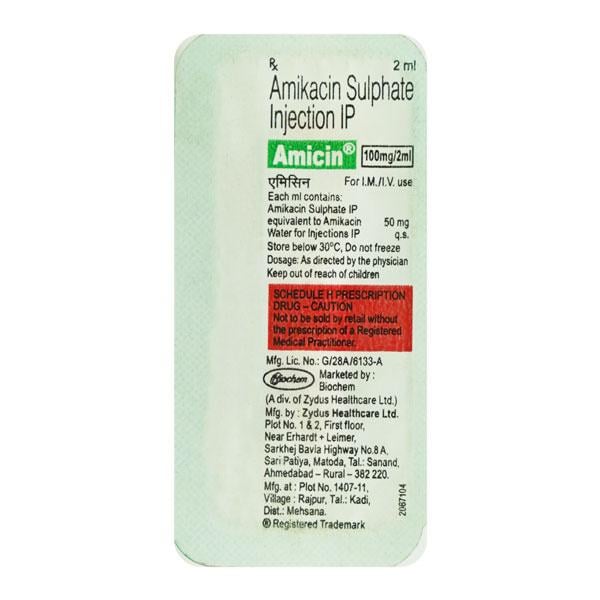 Rx 2 ml
Amikacin Sulphate
Injection IP
Amicin® 100mg/2ml
एमिसिन For I.M./I.V. use
Each ml contains:
Amikacin Sulphate IP
equivalent to Amikacin 50 mg
Water for Injections IP q.s.
Store below 30°C, Do not freeze
Dosage: As directed by the physician
Keep out of reach of children
SCHEDULE H PRESCRIPTION
DRUG – CAUTION
Not to be sold by retail without
the prescription of a Registered
Medical Practitioner.
Mfg. Lic. No.: G/28A/6133-A
Biochem Marketed by :
Biochem
(A div. of Zydus Healthcare Ltd.)
Mfg. by : Zydus Healthcare Ltd.
Plot No. 1 & 2, First floor,
Near Erhardt + Leimer,
Sarkhej Bavla Highway No.8 A,
Sari Patiya, Matoda, Tal.: Sanand,
Ahmedabad – Rural – 382 220.
Mfg. at : Plot No. 1407-11,
Village : Rajpur, Tal.: Kadi,
Dist.: Mehsana.
® Registered Trademark
2067104